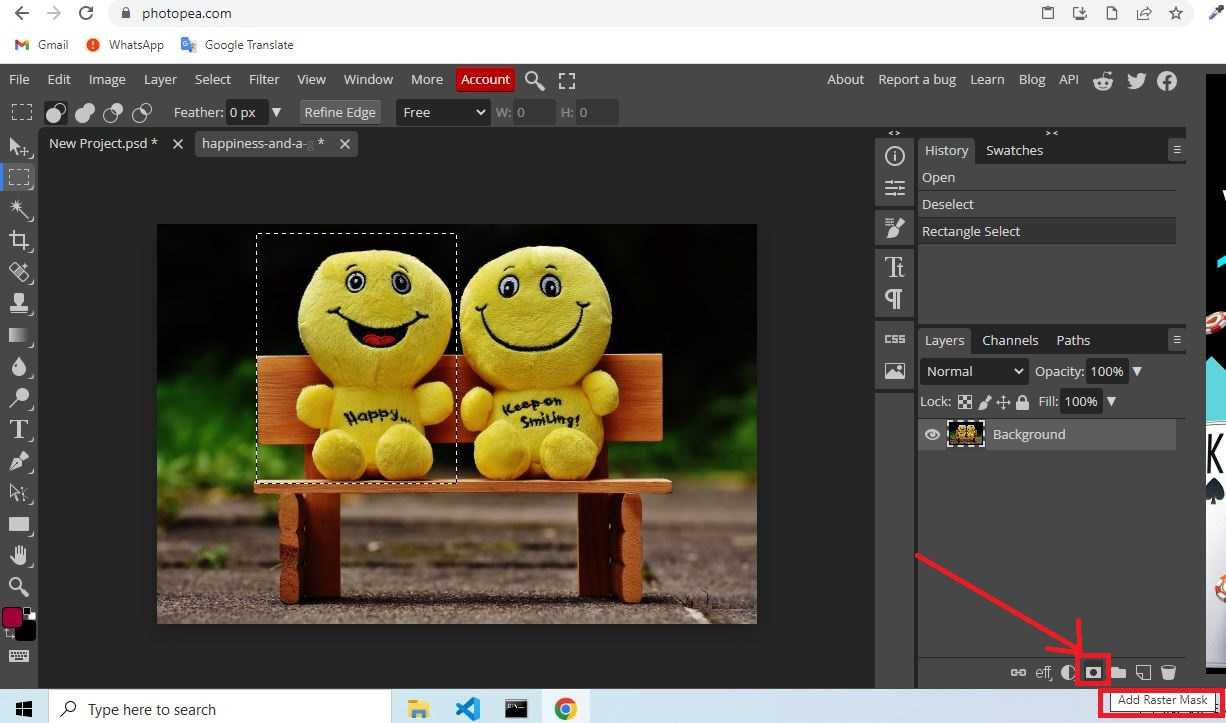 photopea.com
Gmail WhatsApp Google Translate
File Edit Image Layer Select Filter View Window More Account About Report a bug Learn Blog API
Feather: 0 px Refine Edge Free W: 0 H: 0
New Project.psd * happiness-and-a-g *
History Swatches
Open
Deselect
Rectangle Select
Happy...
Keep on
Smiling!
Tt
CSS
Layers Channels Paths
Normal Opacity: 100%
Lock: Fill: 100%
Background
K
T
eff
Add Raster Mask
Type here to search